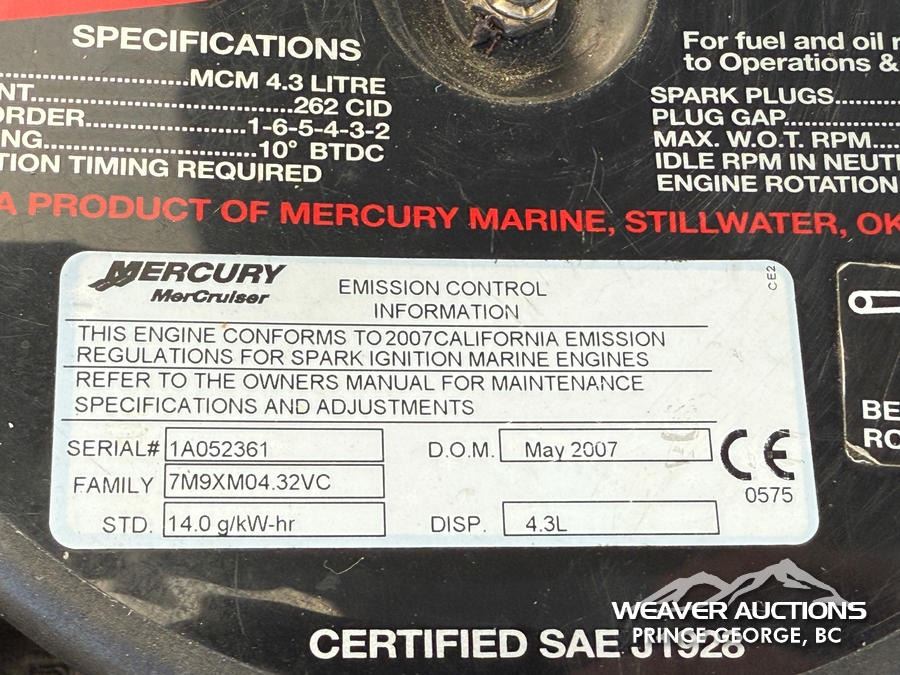 SPECIFICATIONS
MCM 4.3 LITRE
NT 262 CID
ORDER 1-6-5-4-3-2
NG 10° BTDC
TION TIMING REQUIRED
For fuel and oil r
to Operations &
SPARK PLUGS
PLUG GAP
MAX. W.O.T. RPM
IDLE RPM IN NEUT
ENGINE ROTATION
A PRODUCT OF MERCURY MARINE, STILLWATER, OK
MERCURY
MerCruiser
EMISSION CONTROL
INFORMATION
CE2
THIS ENGINE CONFORMS TO 2007CALIFORNIA EMISSION
REGULATIONS FOR SPARK IGNITION MARINE ENGINES
REFER TO THE OWNERS MANUAL FOR MAINTENANCE
SPECIFICATIONS AND ADJUSTMENTS
SERIAL# 1A052361 D.O.M. May 2007
FAMILY 7M9XM04.32VC
STD. 14.0 g/kW-hr DISP. 4.3L
CE
0575
BE
RO
CERTIFIED SAE J1928
WEAVER AUCTIONS
PRINCE GEORGE, BC